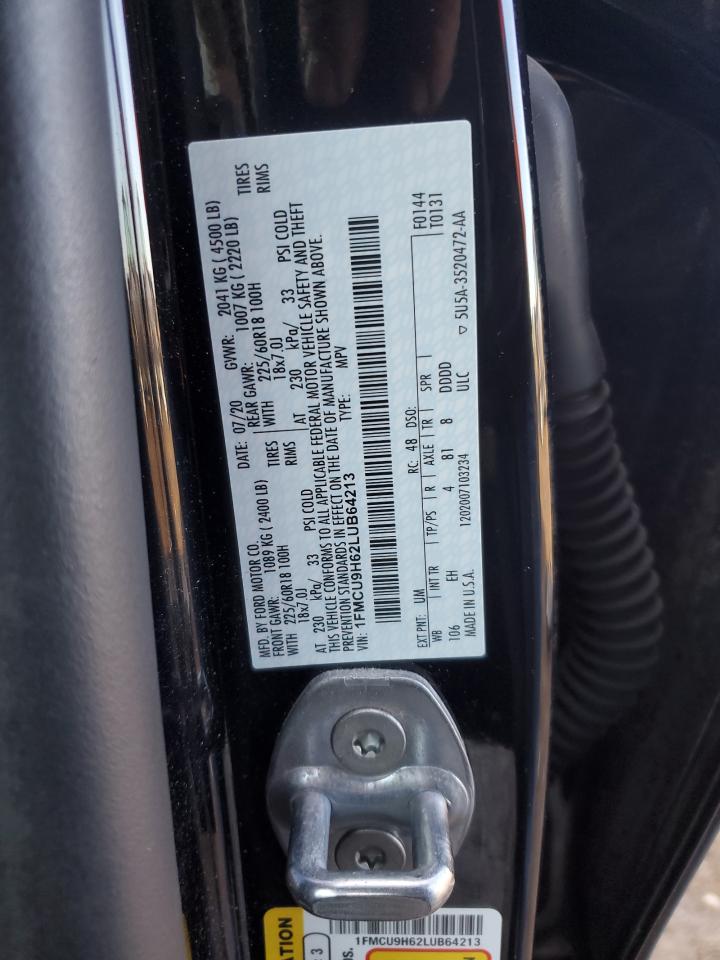 MFD. BY FORD MOTOR CO.
DATE: 07/20 GVWR: 2041 KG ( 4500 LB)
FRONT GAWR: 1089 KG ( 2400 LB) REAR GAWR: 1007 KG ( 2220 LB)
WITH 225/60R18 100H TIRES WITH 225/60R18 100H TIRES
18x7.0J RIMS 18x7.0J RIMS
AT 230 kPa/ 33 PSI COLD AT 230 kPa/ 33 PSI COLD
THIS VEHICLE CONFORMS TO ALL APPLICABLE FEDERAL MOTOR VEHICLE SAFETY AND THEFT
PREVENTION STANDARDS IN EFFECT ON THE DATE OF MANUFACTURE SHOWN ABOVE.
VIN: 1FMCU9H62LUB64213 TYPE: MPV
EXT PNT: UM RC: 48 DSO: F0144
WB INT TR TP/PS R AXLE TR SPR T0131
106 EH 4 B1 8 DDDD
MADE IN U.S.A. 1202007103234 ULC ▽ 5U5A-3520472-AA
3
1FMCU9H62LUB64213